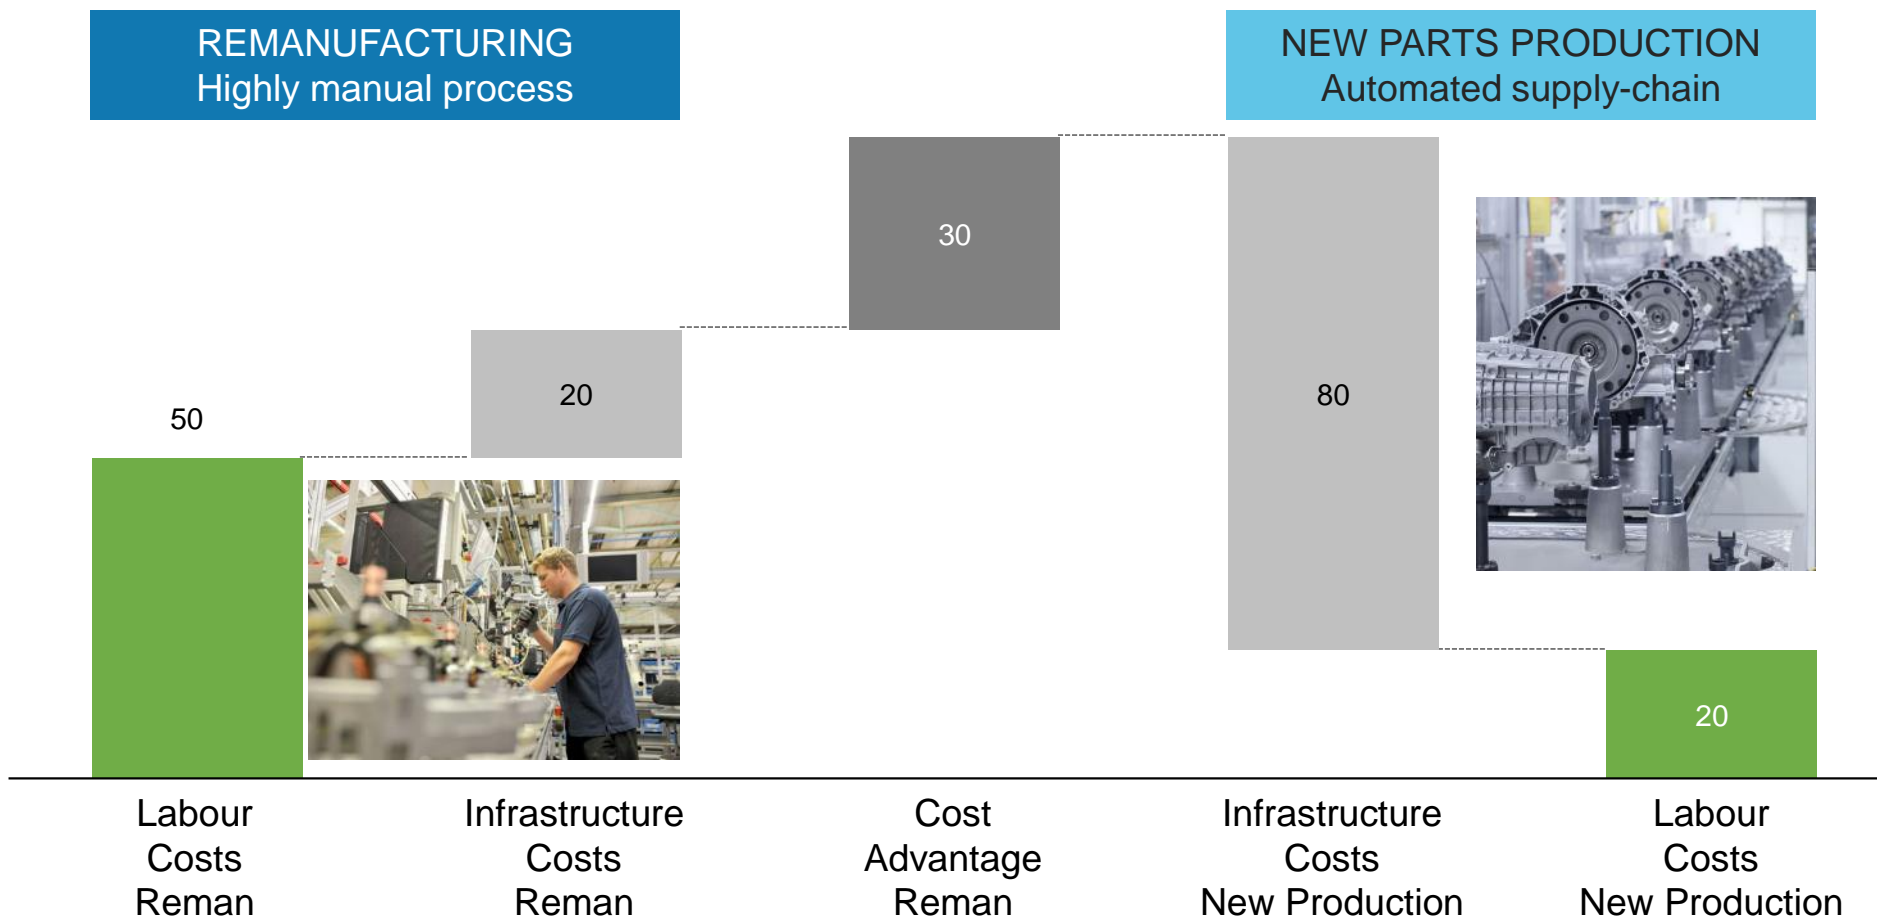 REMANUFACTURING
Highly manual process
NEW PARTS PRODUCTION
Automated supply-chain
50
20
30
80
20
Labour
Costs
Reman
Infrastructure
Costs
Reman
Cost
Advantage
Reman
Infrastructure
Costs
New Production
Labour
Costs
New Production